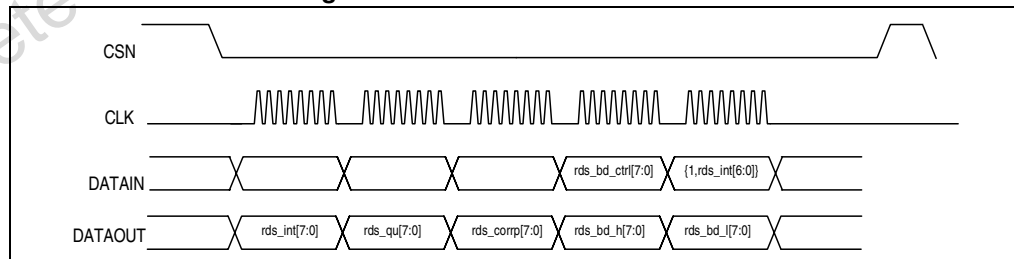 CSN
CLK
DATAIN rds_bd_ctrl[7:0] {1,rds_int[6:0]}
DATAOUT rds_int[7:0] rds_qu[7:0] rds_corrp[7:0] rds_bd_h[7:0] rds_bd_l[7:0]